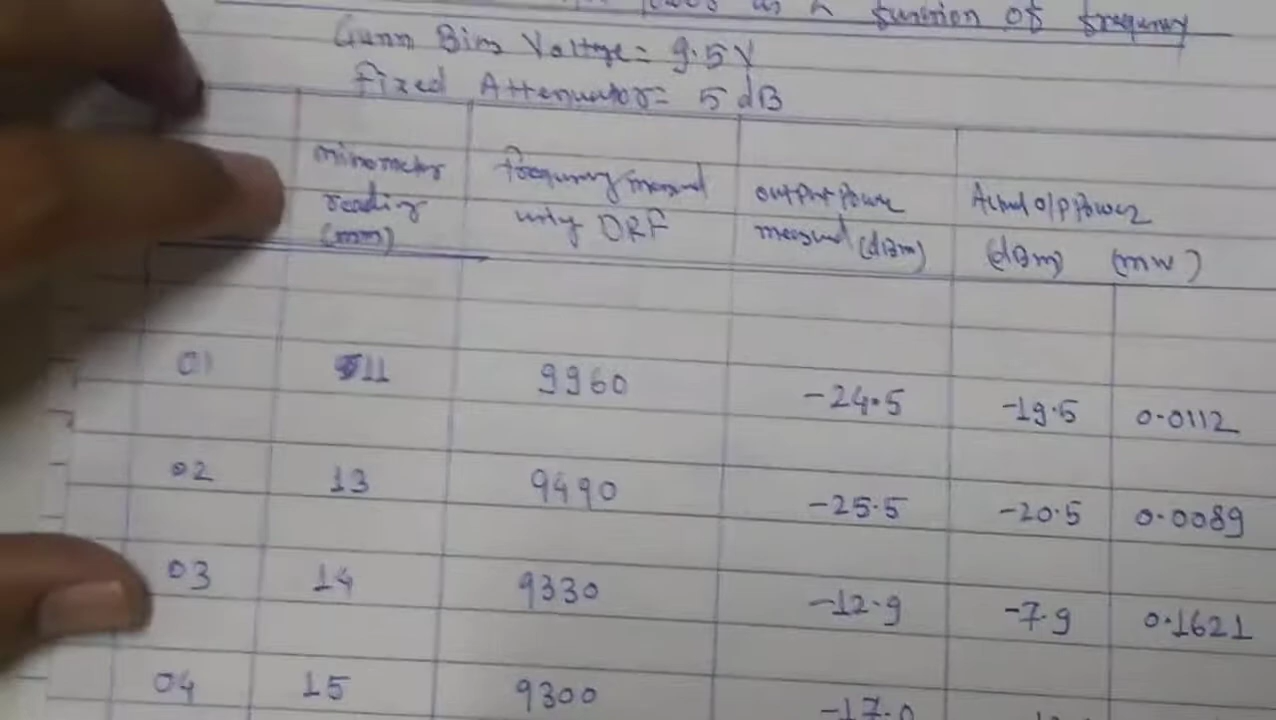 as a function of frequency
Gunn Bias Voltage = 9.5V
Fixed Attenuator = 5 dB
micrometer reading (mm) frequency measured using DRF output power measured (dBm) Actual o/p power (dBm) (mw)
01 11 9960 -24.5 -19.5 0.0112
02 13 9490 -25.5 -20.5 0.0089
03 14 9330 -12.9 -7.9 0.1621
04 15 9300 -17.0